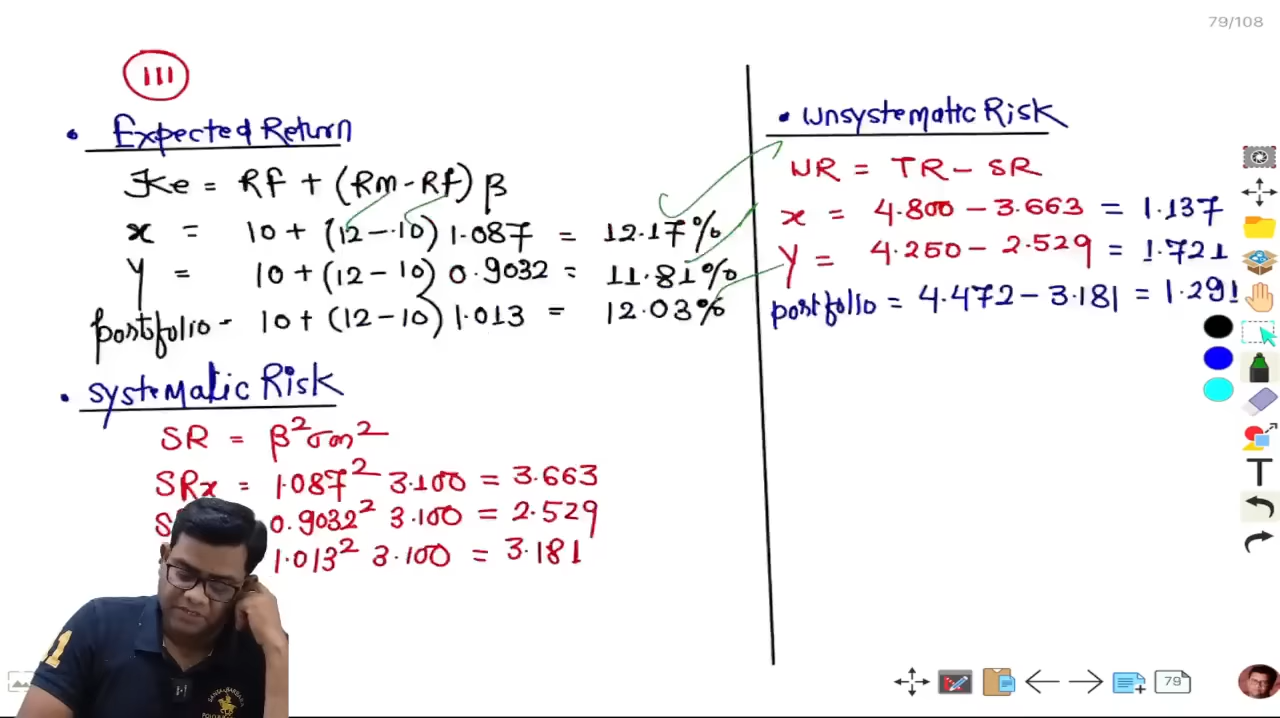 79/108
III
• Expected Return
Ke = Rf + (Rm - Rf) β
x = 10 + (12 - 10) 1.087 = 12.17%
Y = 10 + (12 - 10) 0.9032 = 11.81%
portfolio - 10 + (12 - 10) 1.013 = 12.03%
• Systematic Risk
SR = β² σm²
SRx = 1.087² 3.100 = 3.663
S 0.9032² 3.100 = 2.529
1.013² 3.100 = 3.181
• Unsystematic Risk
UR = TR - SR
x = 4.800 - 3.663 = 1.137
Y = 4.250 - 2.529 = 1.721
portfolio = 4.472 - 3.181 = 1.291
T
79
1